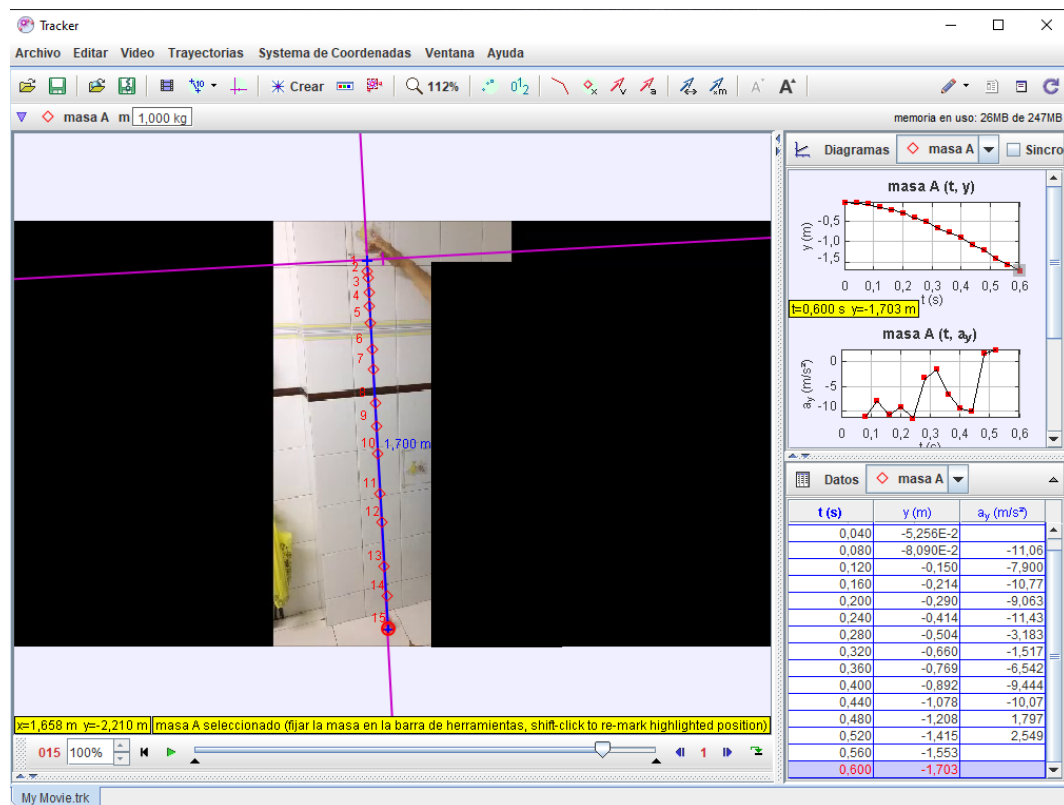 Tracker
Archivo Editar Video Trayectorias Systema de Coordenadas Ventana Ayuda
Crear 112%
masa A m 1,000 kg memoria en uso: 26MB de 247MB
Diagramas masa A Sincro
masa A (t, y)
y (m)
-0,5
-1,0
-1,5
0 0,1 0,2 0,3 0,4 0,5 0,6
t (s)
t=0,600 s y=-1,703 m
masa A (t, ay)
ay (m/s²)
0
-5
-10
0 0,1 0,2 0,3 0,4 0,5 0,6
t (s)
1
2
3
4
5
6
7
8
9
10
1,700 m
11
12
13
14
15
Datos masa A
t (s) y (m) ay (m/s²)
0,040 -5,256E-2
0,080 -8,090E-2 -11,06
0,120 -0,150 -7,900
0,160 -0,214 -10,77
0,200 -0,290 -9,063
0,240 -0,414 -11,43
0,280 -0,504 -3,183
0,320 -0,660 -1,517
0,360 -0,769 -6,542
0,400 -0,892 -9,444
0,440 -1,078 -10,07
0,480 -1,208 1,797
0,520 -1,415 2,549
0,560 -1,553
0,600 -1,703
x=1,658 m y=-2,210 m masa A seleccionado (fijar la masa en la barra de herramientas, shift-click to re-mark highlighted position)
015 100% 1
My Movie.trk